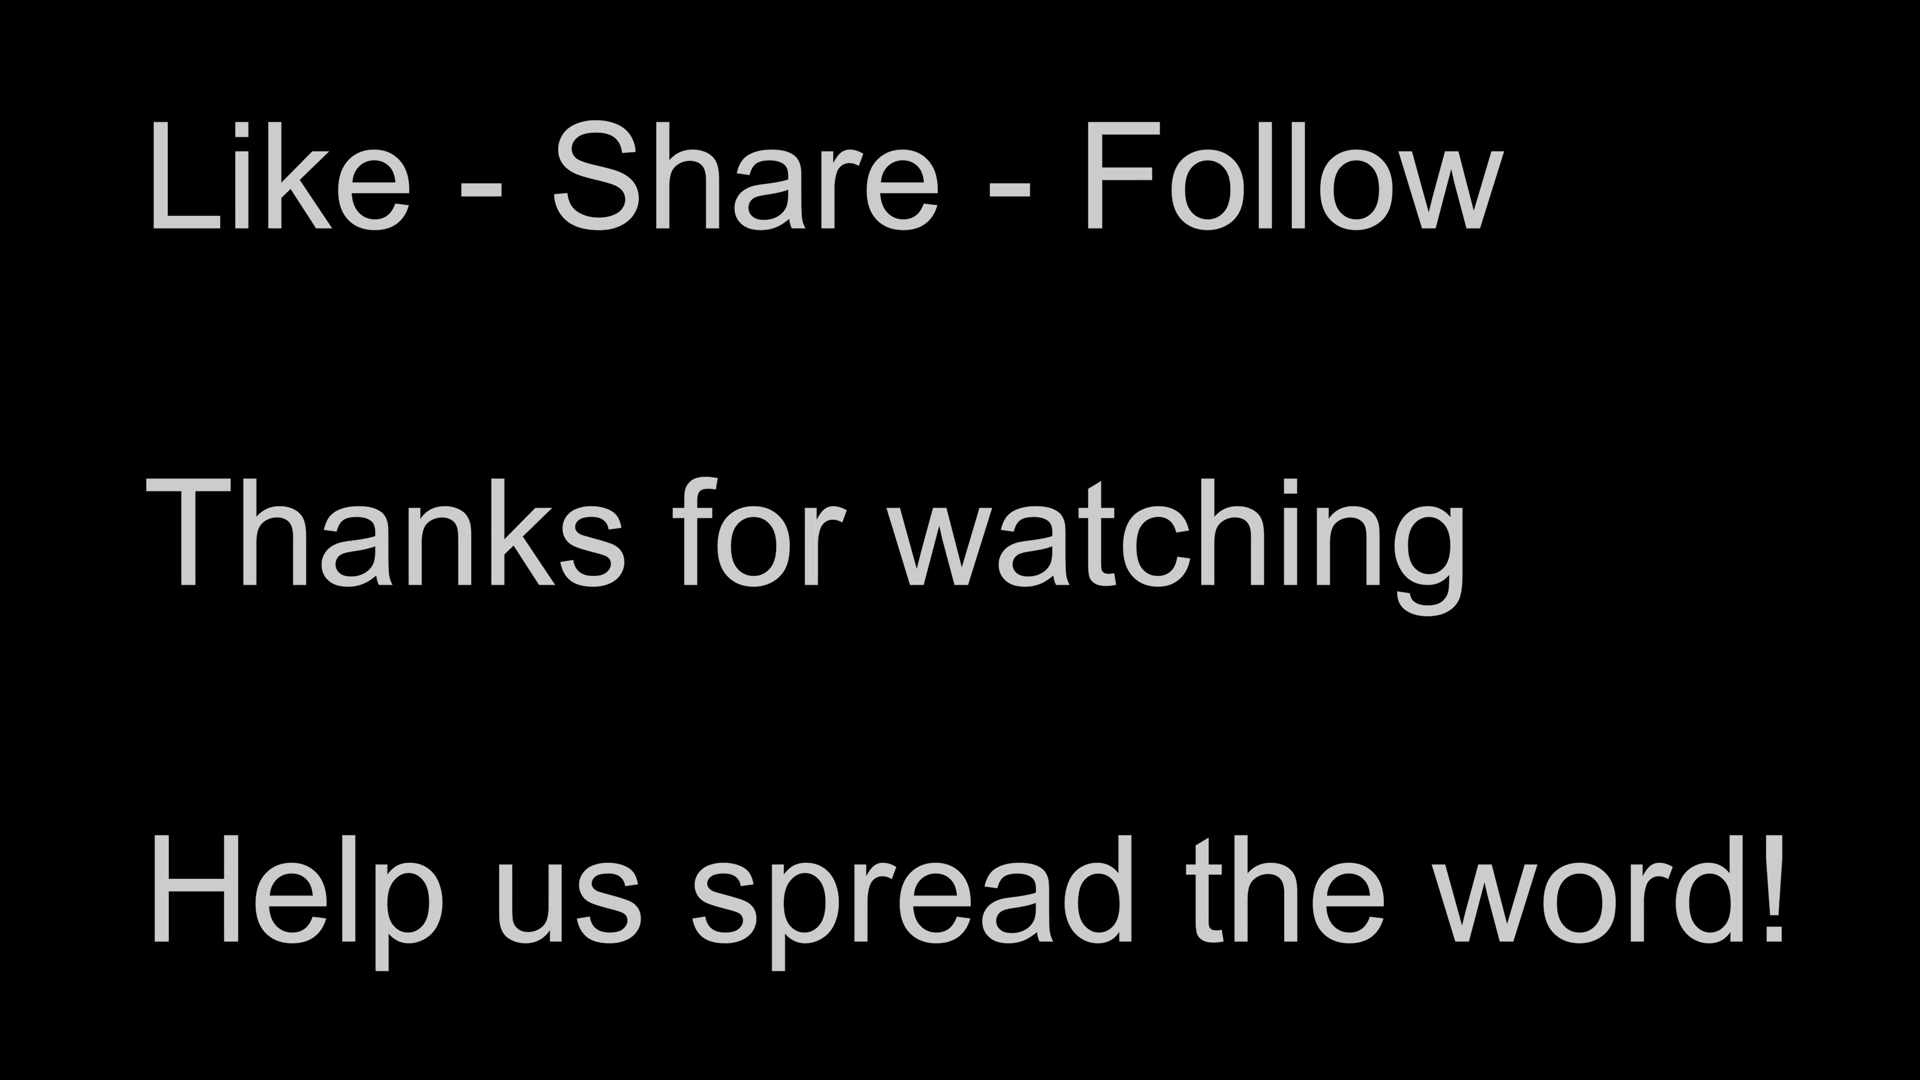 Like - Share - Follow
Thanks for watching
Help us spread the word!